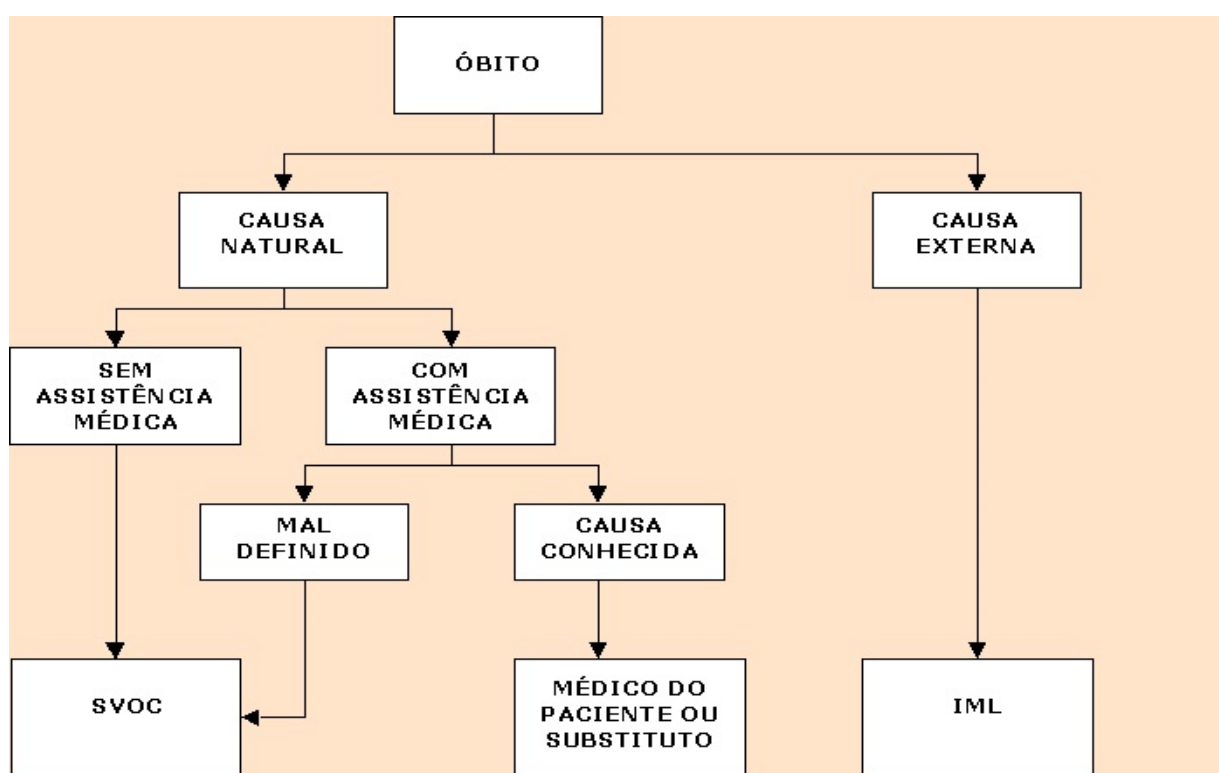 ÓBITO
CAUSA
NATURAL
CAUSA
EXTERNA
SEM
ASSISTÊNCIA
MÉDICA
COM
ASSISTÊNCIA
MÉDICA
MAL
DEFINIDO
CAUSA
CONHECIDA
SVOC
MÉDICO DO
PACIENTE OU
SUBSTITUTO
IML